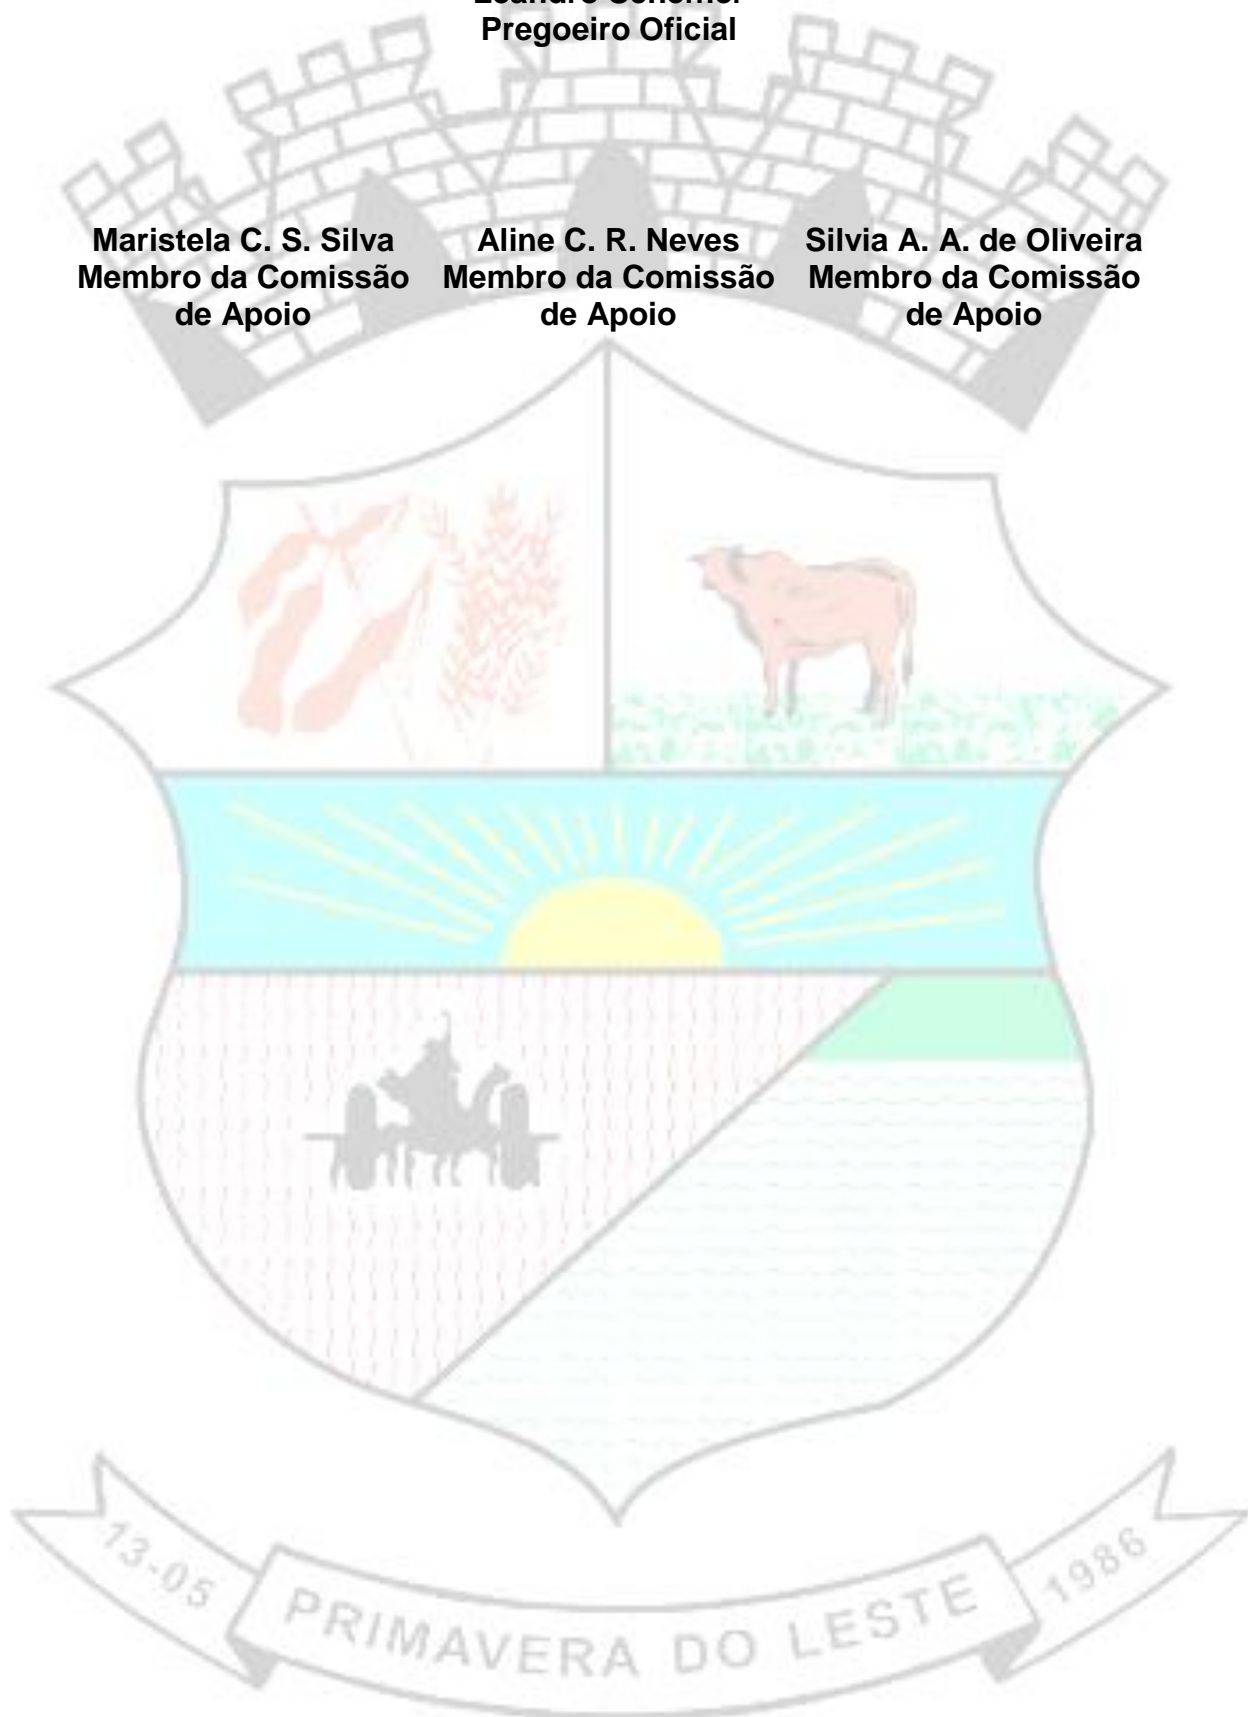 Leandro
Pregoeiro Oficial
Maristela C. S. Silva
Membro da Comissão
de Apoio
Aline C. R. Neves
Membro da Comissão
de Apoio
Silvia A. A. de Oliveira
Membro da Comissão
de Apoio
13-05
PRIMAVERA DO LESTE
1986